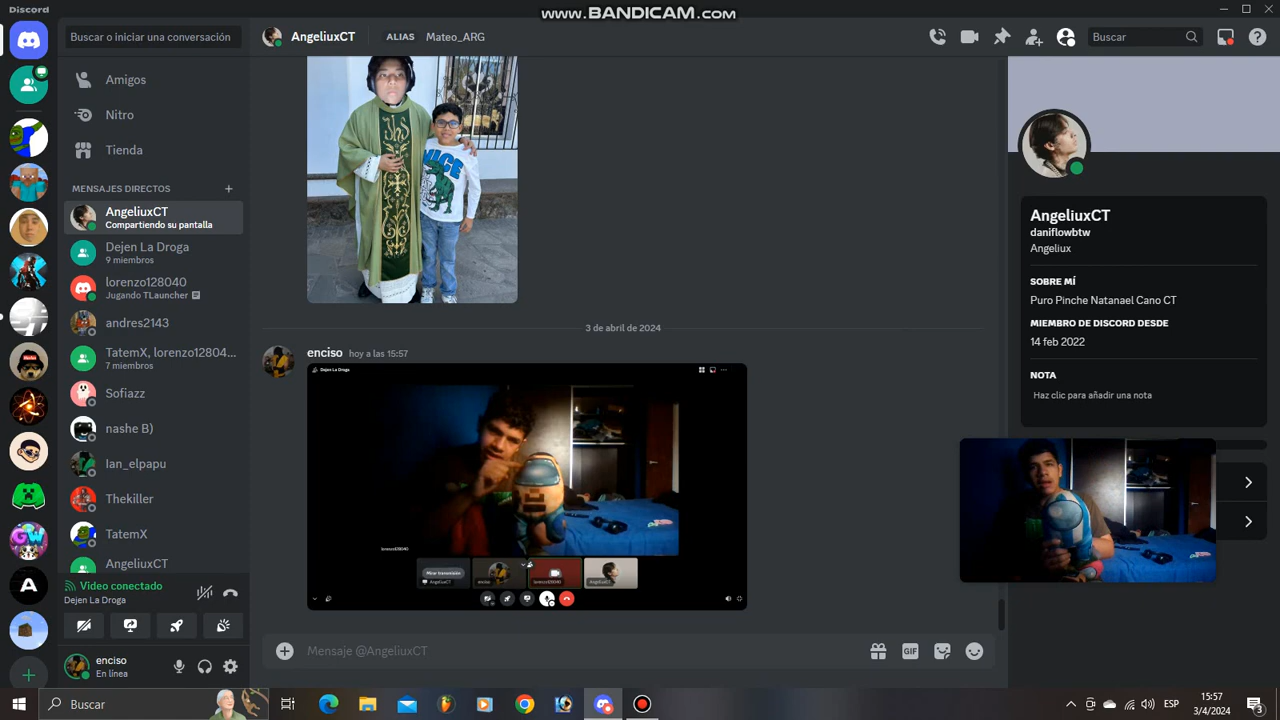 Discord
www.BANDICAM.com
Buscar o iniciar una conversación
AngeliuxCT
ALIAS
Mateo_ARG
Buscar
Amigos
Nitro
Tienda
MENSAJES DIRECTOS
AngeliuxCT
Compartiendo su pantalla
Dejen La Droga
9 miembros
lorenzo128040
Jugando TLauncher
andres2143
TatemX, lorenzo12804...
7 miembros
Sofiazz
nashe B)
Ian_elpapu
Thekiller
TatemX
AngeliuxCT
Video conectado
Dejen La Droga
enciso
En línea
3 de abril de 2024
enciso
hoy a las 15:57
Dejen La Droga
lorenzo128040
Mirar transmisión
AngeliuxCT
enciso
lorenzo128040
AngeliuxCT
Mensaje @AngeliuxCT
GIF
AngeliuxCT
daniflowbtw
Angeliux
SOBRE MÍ
Puro Pinche Natanael Cano CT
MIEMBRO DE DISCORD DESDE
14 feb 2022
NOTA
Haz clic para añadir una nota
Buscar
ESP
15:57
3/4/2024